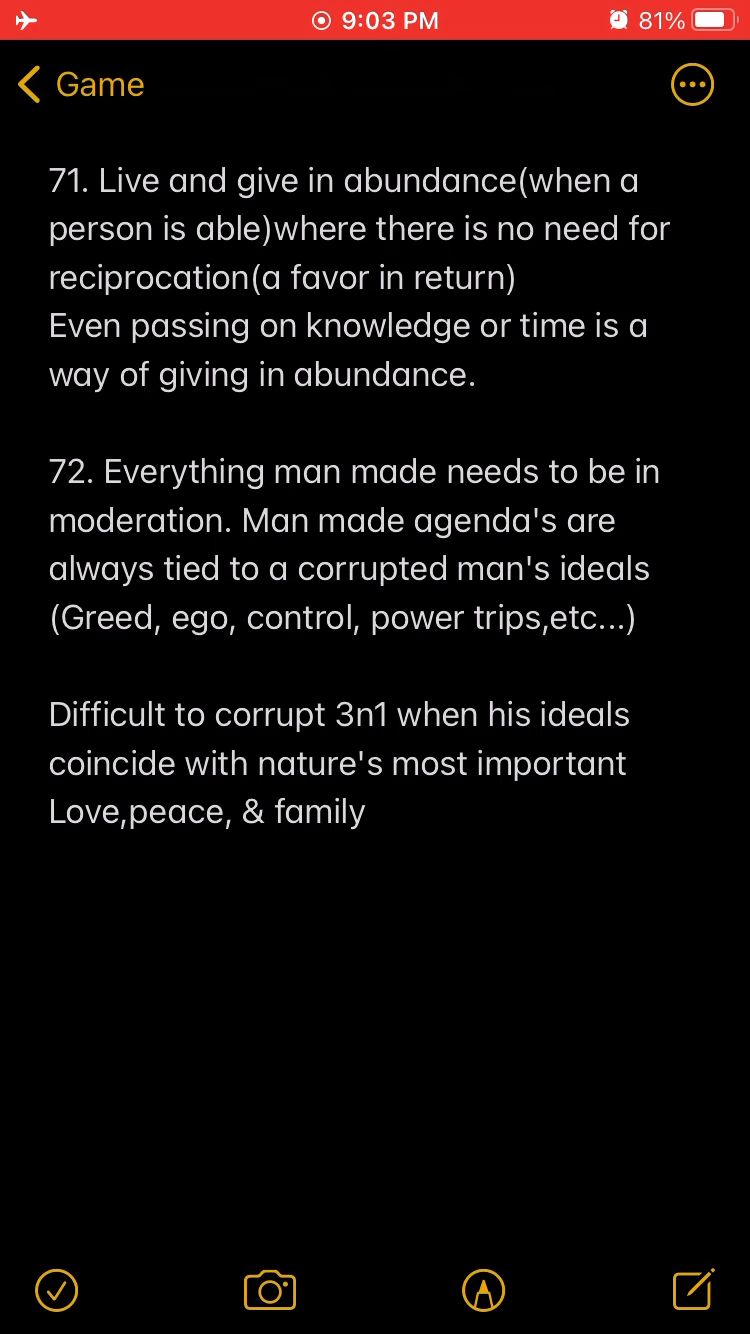 9:03 PM
81%
Game
71. Live and give in abundance(when a
person is able)where there is no need for
reciprocation(a favor in return)
Even passing on knowledge or time is a
way of giving in abundance.
72. Everything man made needs to be in
moderation. Man made agenda's are
always tied to a corrupted man's ideals
(Greed, ego, control, power trips,etc...)
Difficult to corrupt 3n1 when his ideals
coincide with nature's most important
Love,peace, & family